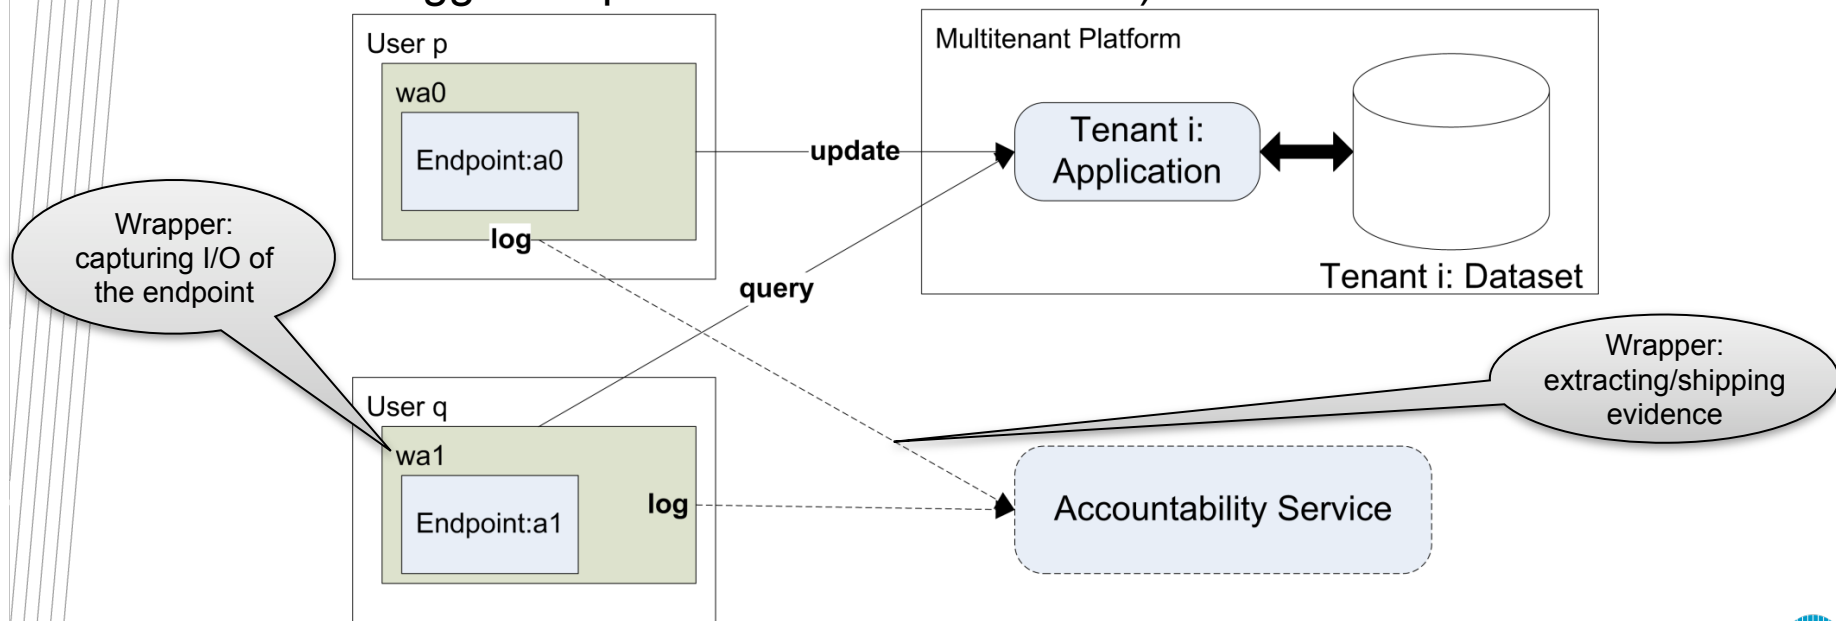 User p
wa0
Endpoint:a0
log
update
query
Multitenant Platform
Tenant i:
Application
Tenant i: Dataset
Wrapper:
capturing I/O of
the endpoint
User q
wa1
Endpoint:a1
log
Accountability Service
Wrapper:
extracting/shipping
evidence